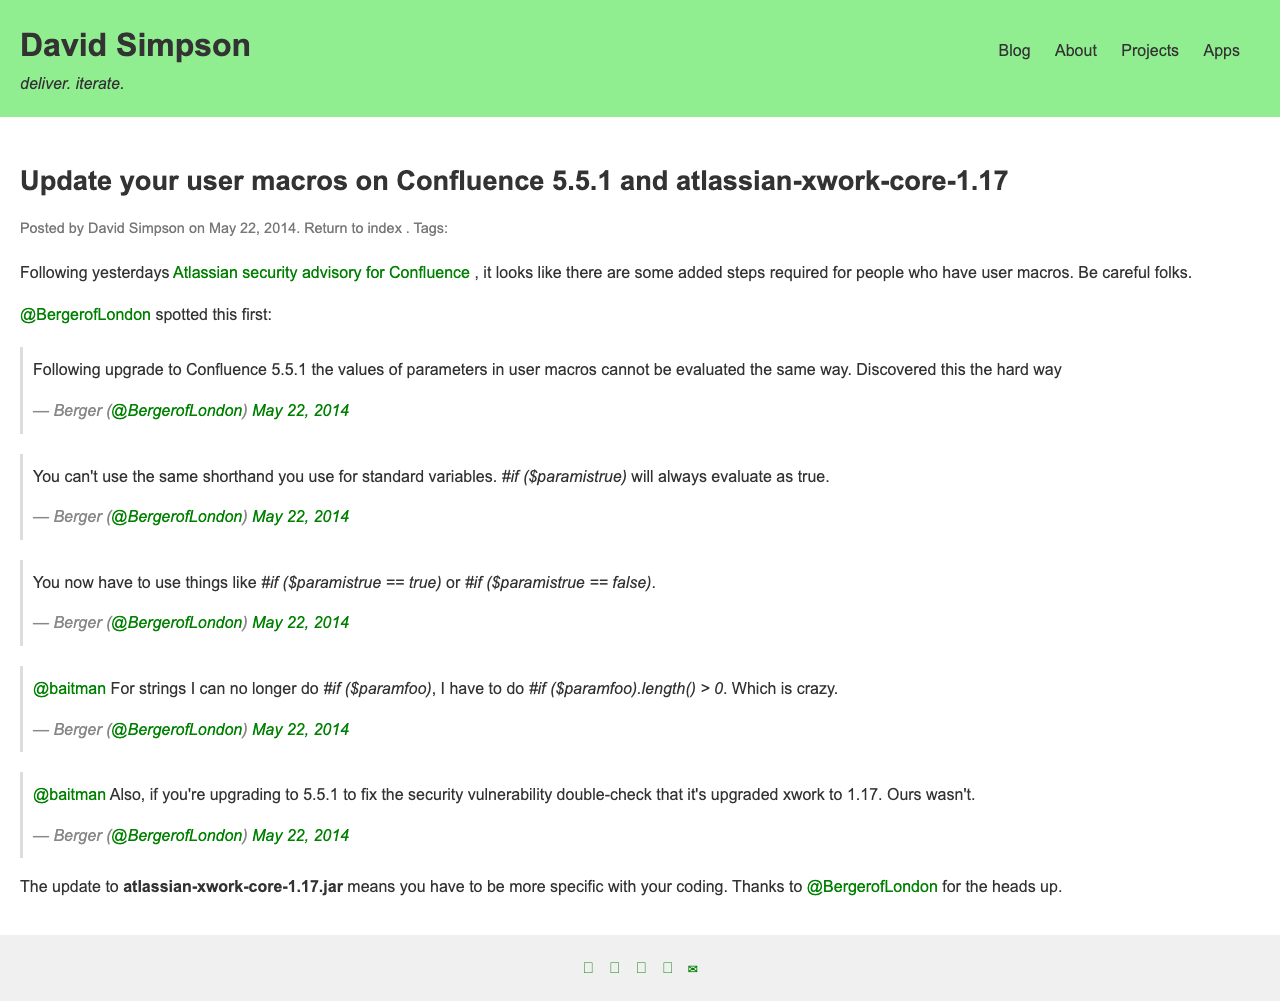 David Simpson
deliver. iterate.
Blog About Projects Apps
Update your user macros on Confluence 5.5.1 and atlassian-xwork-core-1.17
Posted by David Simpson on May 22, 2014. Return to index . Tags:
Following yesterdays Atlassian security advisory for Confluence , it looks like there are some added steps required for people who have user macros. Be careful folks.
@BergerofLondon spotted this first:
Following upgrade to Confluence 5.5.1 the values of parameters in user macros cannot be evaluated the same way. Discovered this the hard way
— Berger (@BergerofLondon) May 22, 2014
You can't use the same shorthand you use for standard variables. #if ($paramistrue) will always evaluate as true.
— Berger (@BergerofLondon) May 22, 2014
You now have to use things like #if ($paramistrue == true) or #if ($paramistrue == false).
— Berger (@BergerofLondon) May 22, 2014
@baitman For strings I can no longer do #if ($paramfoo), I have to do #if ($paramfoo).length() > 0. Which is crazy.
— Berger (@BergerofLondon) May 22, 2014
@baitman Also, if you're upgrading to 5.5.1 to fix the security vulnerability double-check that it's upgraded xwork to 1.17. Ours wasn't.
— Berger (@BergerofLondon) May 22, 2014
The update to atlassian-xwork-core-1.17.jar means you have to be more specific with your coding. Thanks to @BergerofLondon for the heads up.